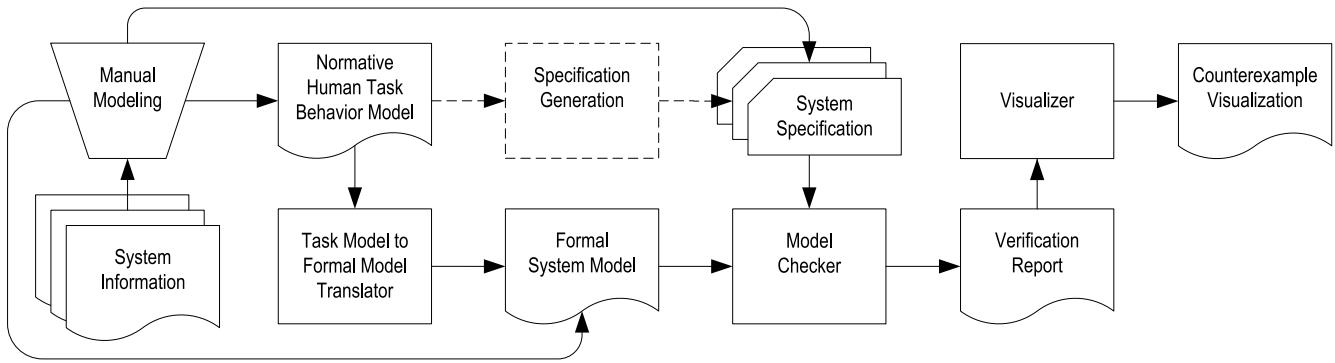 Manual
Modeling
Normative
Human Task
Behavior Model
Specification
Generation
System
Specification
Visualizer
Counterexample
Visualization
System
Information
Task Model to
Formal Model
Translator
Formal
System Model
Model
Checker
Verification
Report